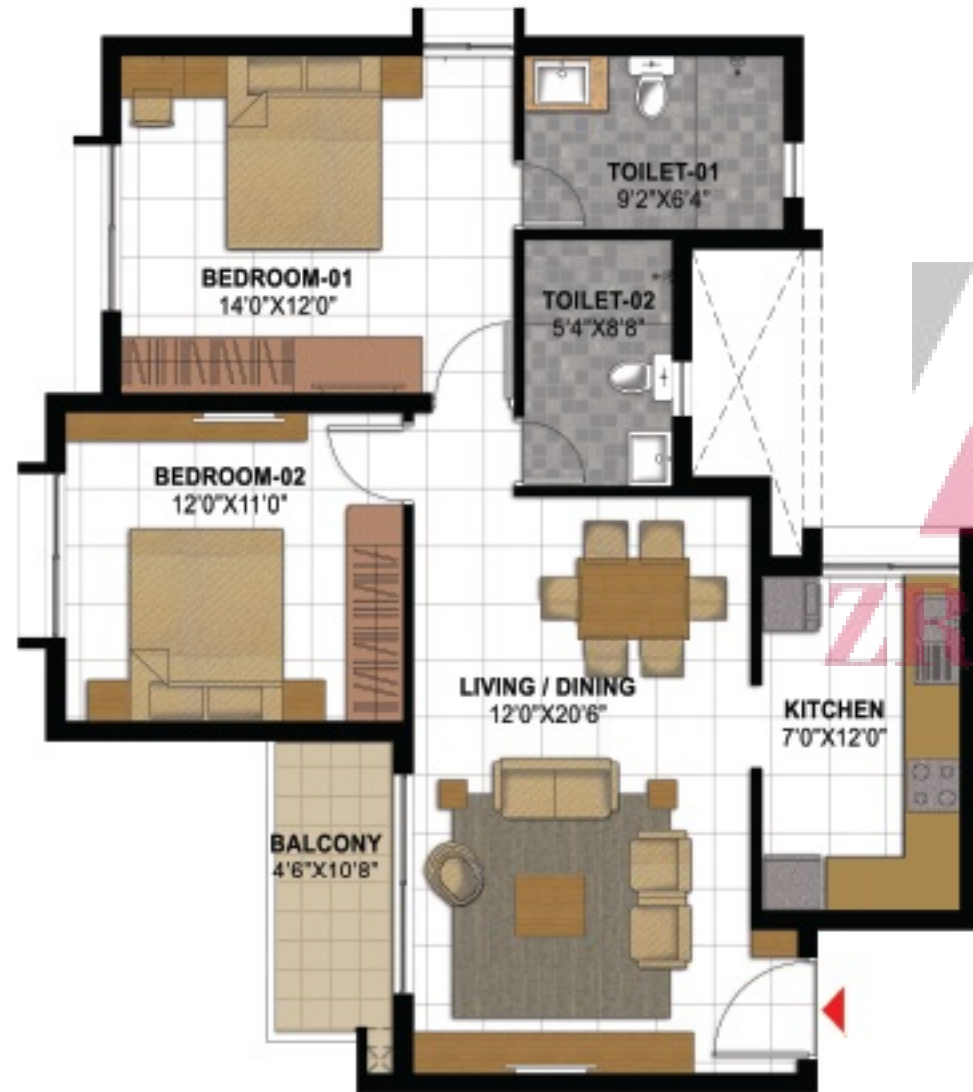 TOILET-01
9'2"X6'4"
BEDROOM-01
14'0"X12'0"
TOILET-02
5'4"X8'8"
BEDROOM-02
12'0"X11'0"
LIVING / DINING
12'0"X20'6"
KITCHEN
7'0"X12'0"
BALCONY
4'6"X10'8"